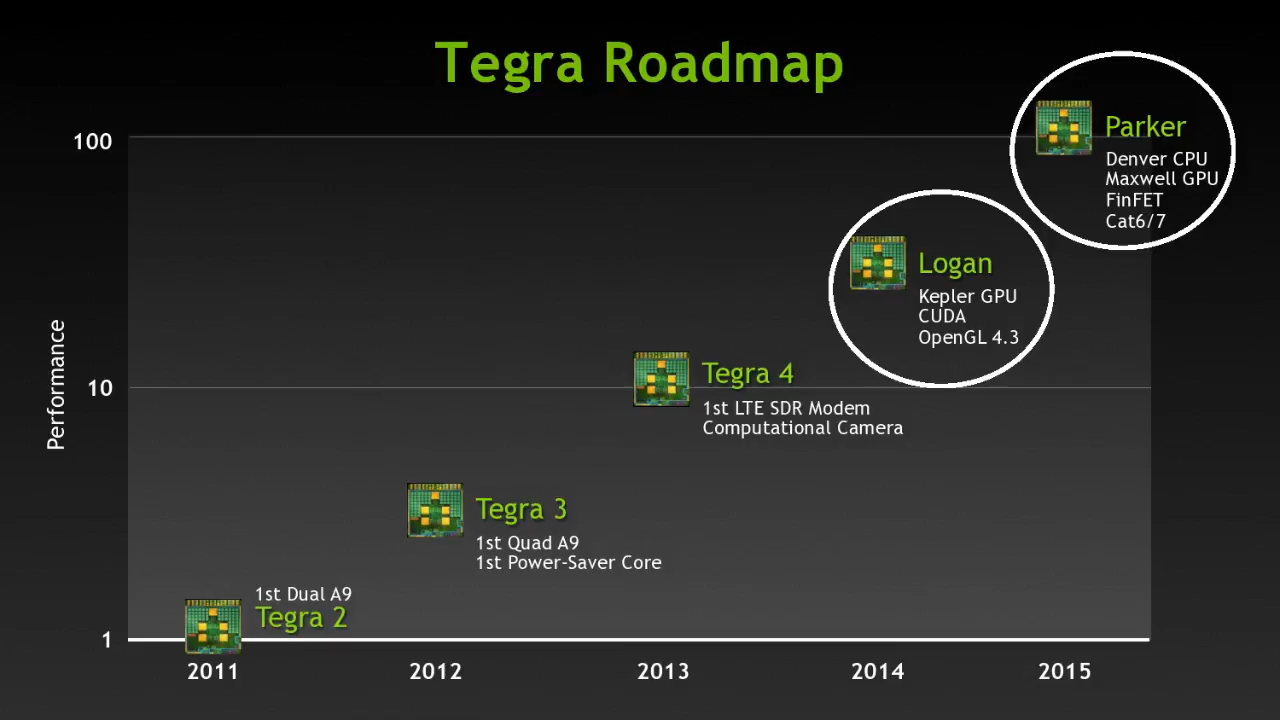 Tegra Roadmap
100
10
1
Performance
Parker
Denver CPU
Maxwell GPU
FinFET
Cat6/7
Logan
Kepler GPU
CUDA
OpenGL 4.3
Tegra 4
1st LTE SDR Modem
Computational Camera
Tegra 3
1st Quad A9
1st Power-Saver Core
1st Dual A9
Tegra 2
2011
2012
2013
2014
2015